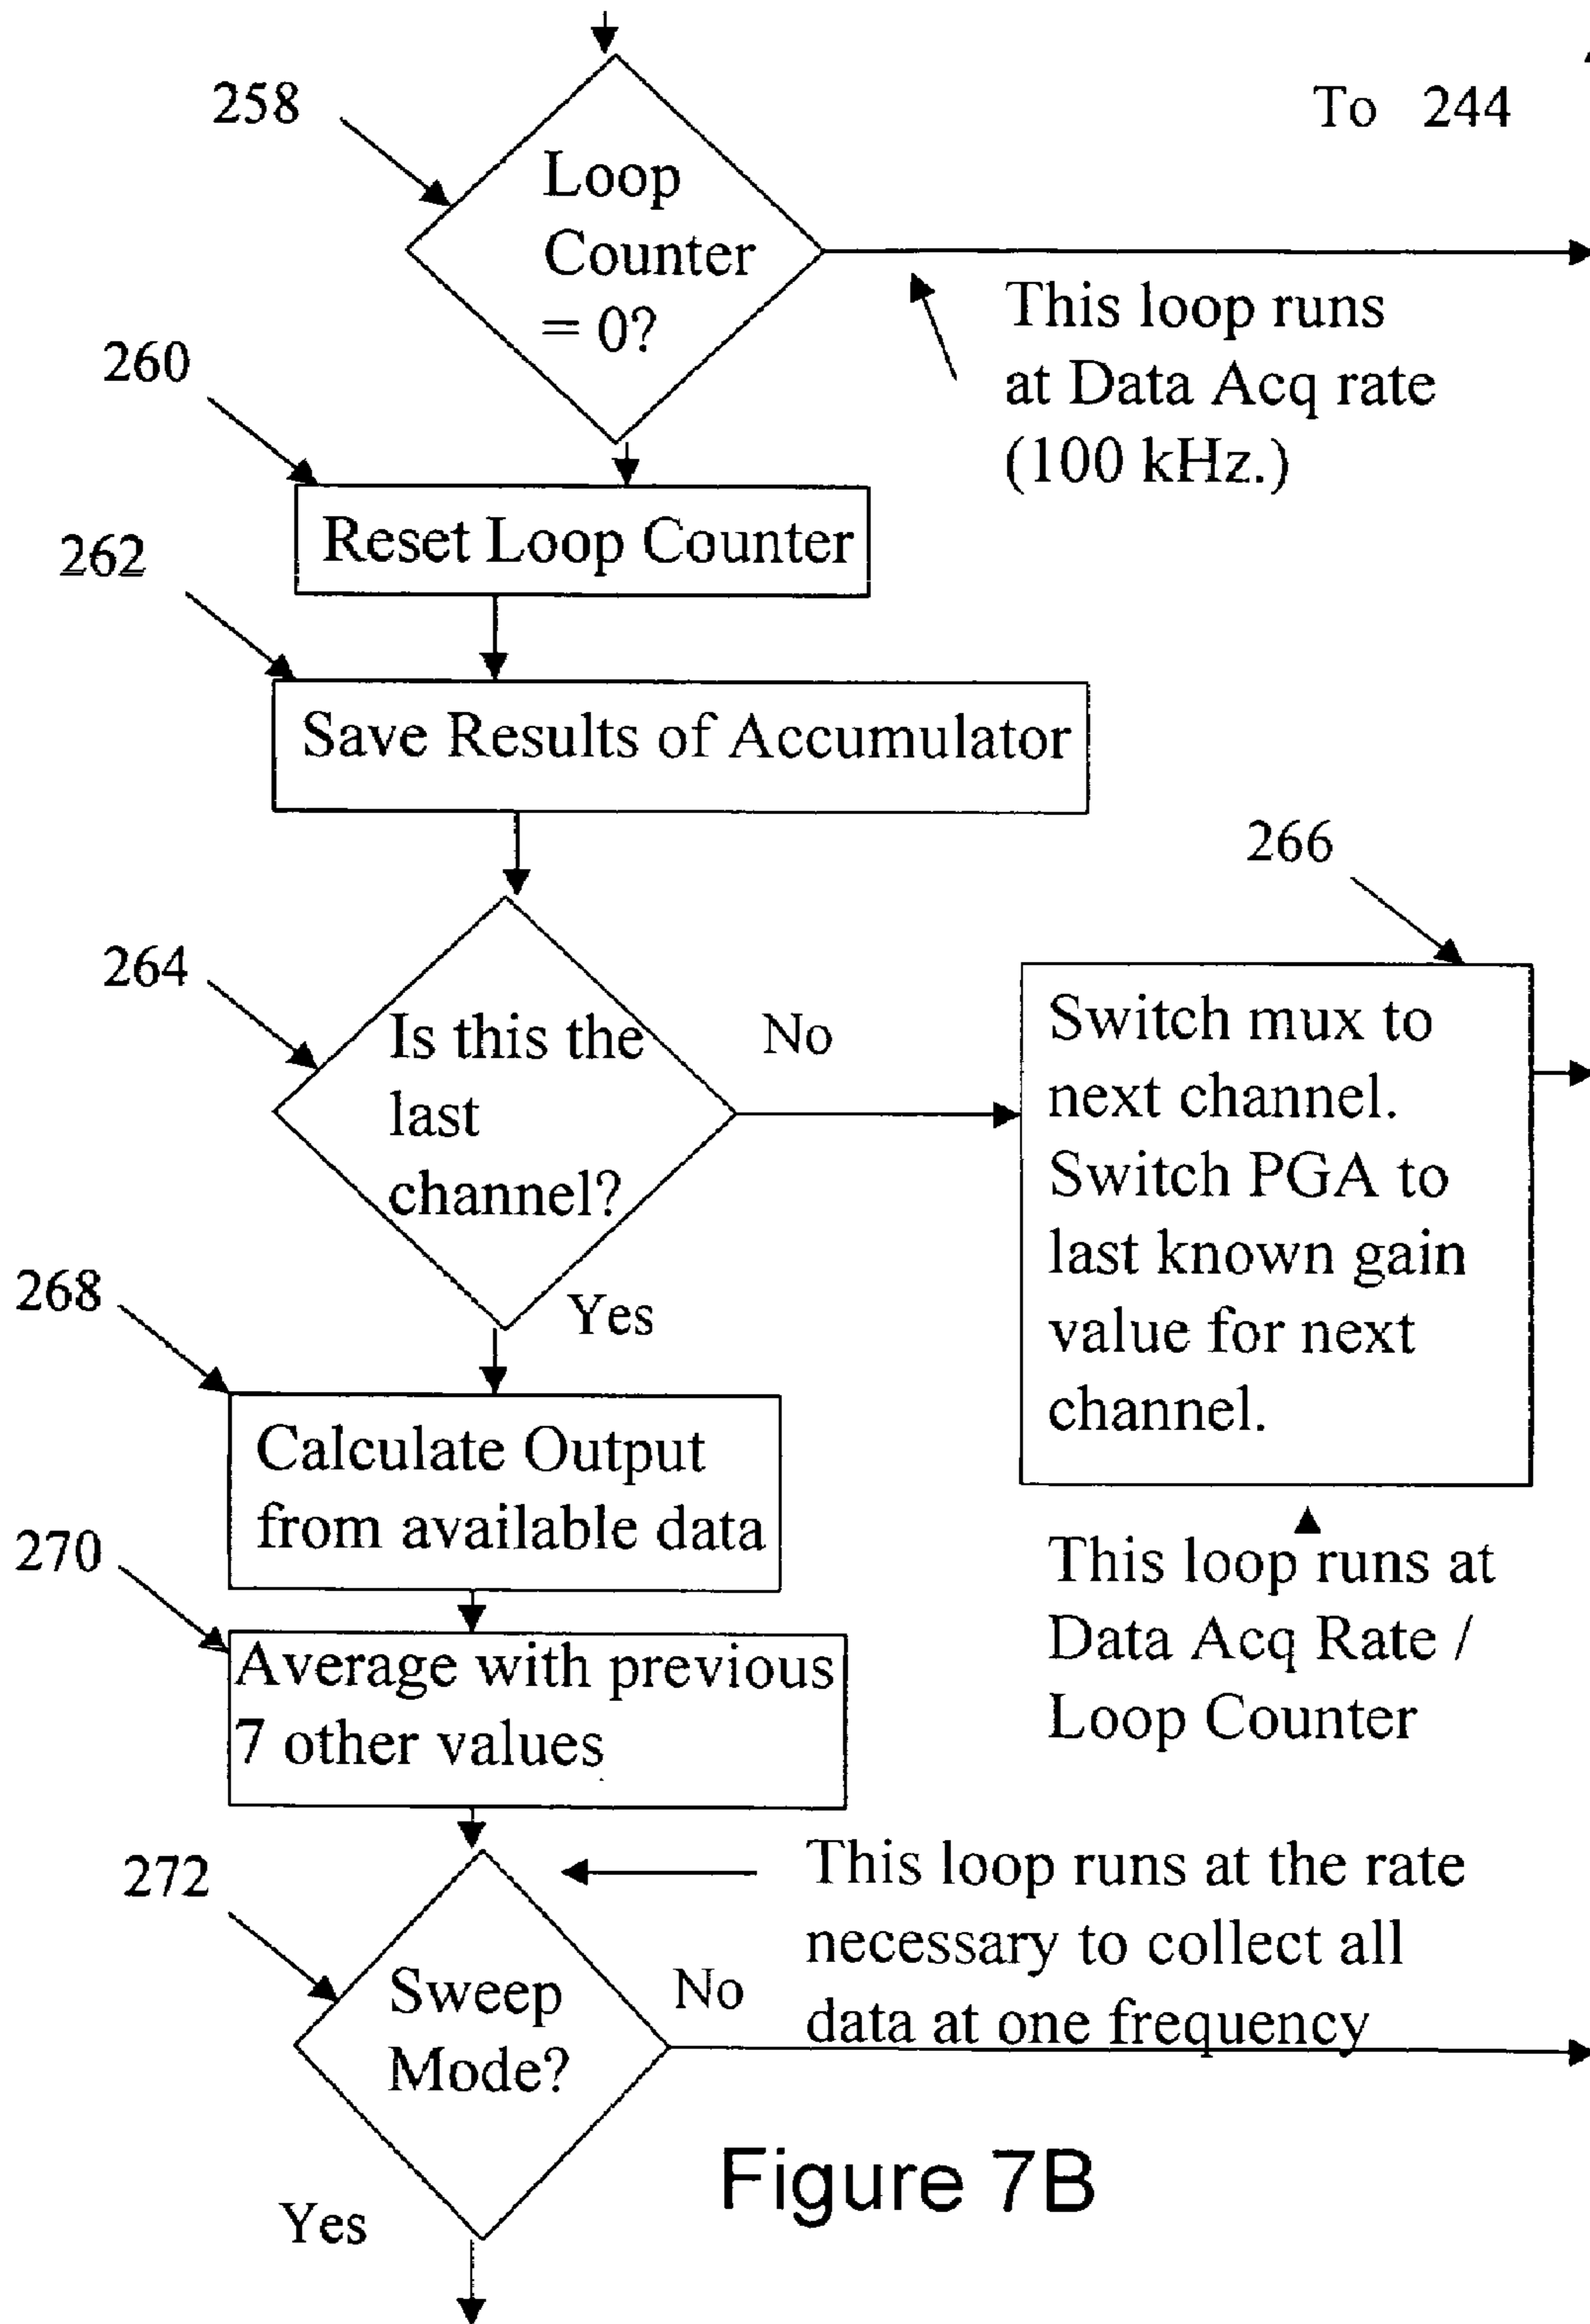 258
To 244
Loop
Counter
= 0?
This loop runs
at Data Acq rate
(100 kHz.)
260
Reset Loop Counter
262
Save Results of Accumulator
264
Is this the
last
channel?
No
266
Switch mux to
next channel.
Switch PGA to
last known gain
value for next
channel.
Yes
268
Calculate Output
from available data
This loop runs at
Data Acq Rate /
Loop Counter
270
Average with previous
7 other values
272
This loop runs at the rate
necessary to collect all
data at one frequency
Sweep
Mode?
No
Yes
Figure 7B